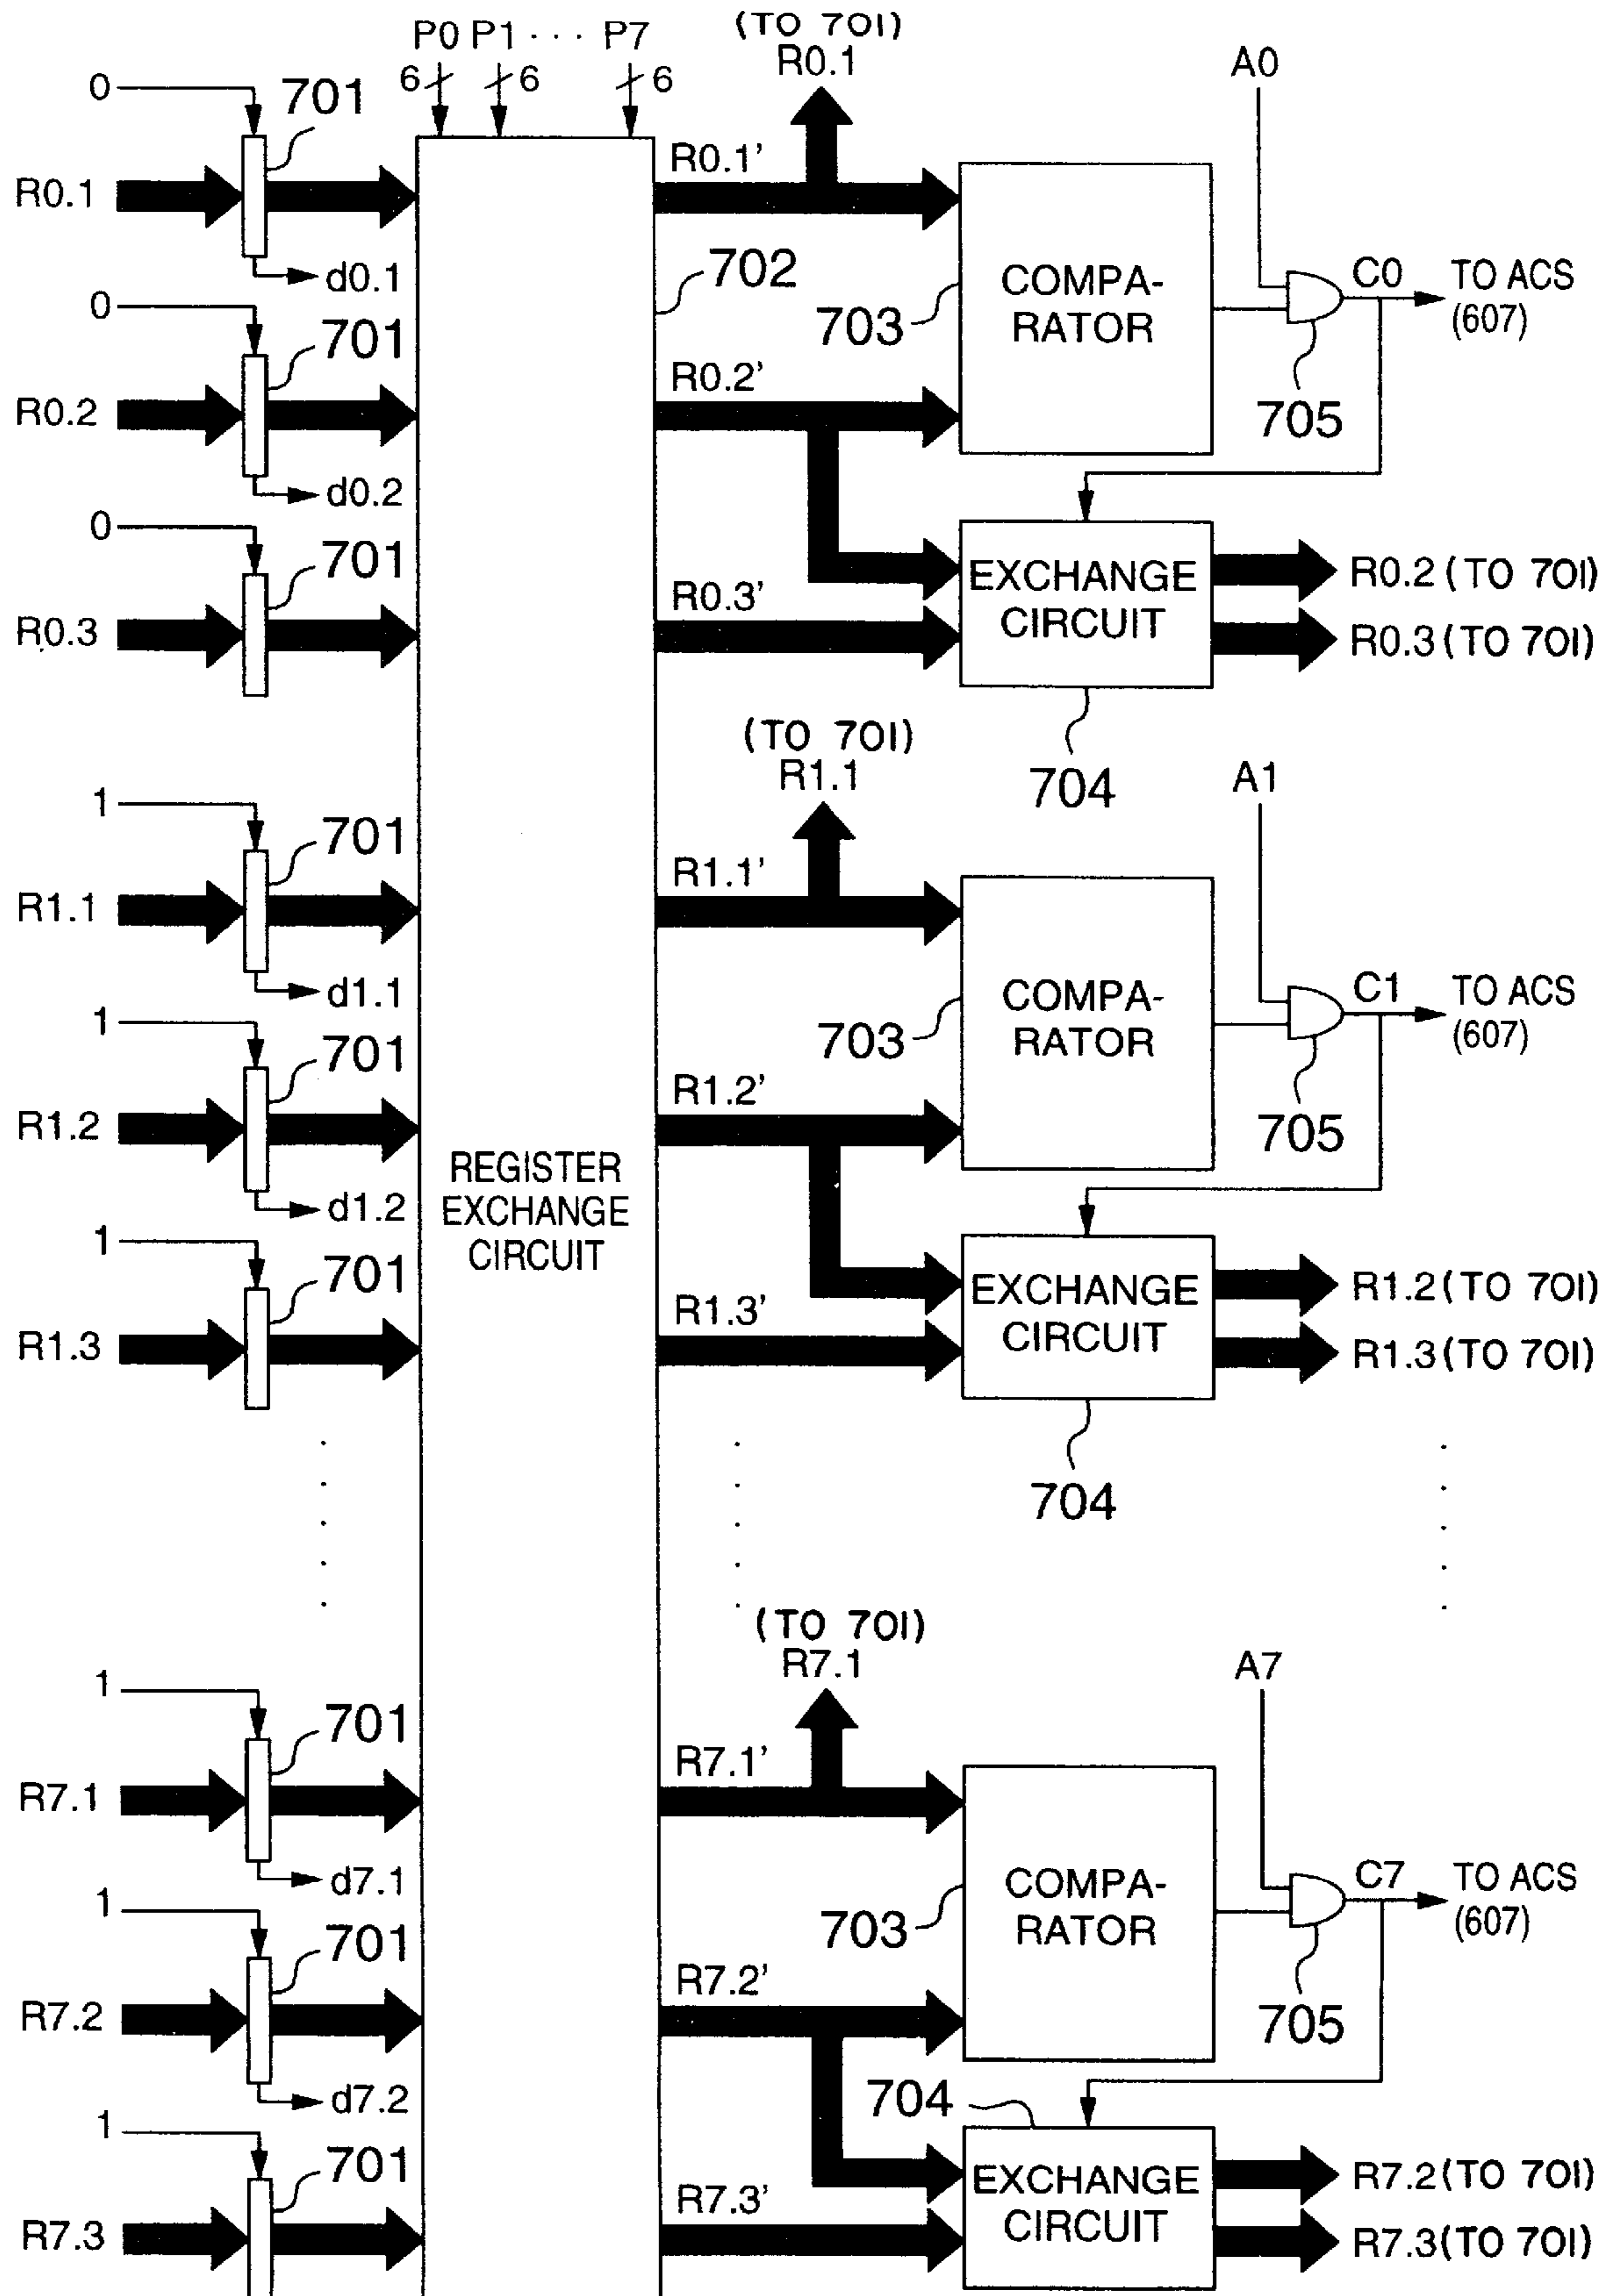 P0 P1 · · · P7
6 6 6
(TO 701)
R0.1
A0
0
701
R0.1
d0.1
R0.1'
702
COMPA-
RATOR
703
C0
TO ACS
(607)
705
0
701
R0.2
d0.2
R0.2'
0
701
R0.3
R0.3'
EXCHANGE
CIRCUIT
R0.2 (TO 701)
R0.3 (TO 701)
704
(TO 701)
R1.1
A1
1
701
R1.1
d1.1
R1.1'
COMPA-
RATOR
703
C1
TO ACS
(607)
705
1
701
R1.2
d1.2
R1.2'
REGISTER
EXCHANGE
CIRCUIT
1
701
R1.3
R1.3'
EXCHANGE
CIRCUIT
R1.2 (TO 701)
R1.3 (TO 701)
704
(TO 701)
R7.1
A7
1
701
R7.1
d7.1
R7.1'
COMPA-
RATOR
703
C7
TO ACS
(607)
705
1
701
R7.2
d7.2
R7.2'
704
1
701
R7.3
R7.3'
EXCHANGE
CIRCUIT
R7.2 (TO 701)
R7.3 (TO 701)